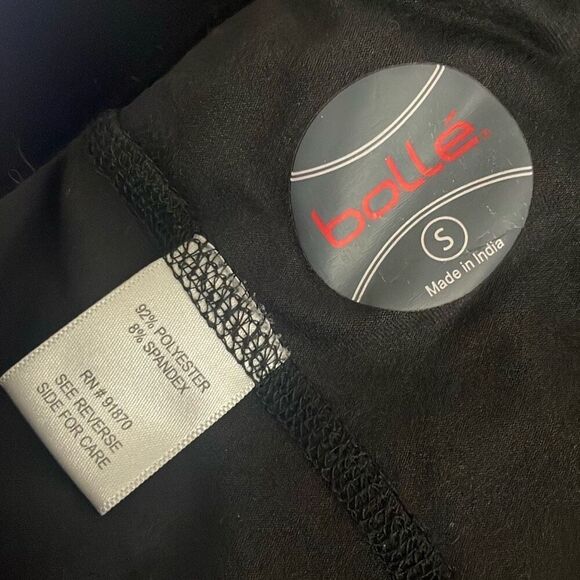 bollé
S
Made in India
92% POLYESTER
8% SPANDEX
RN# 91870
SEE REVERSE
SIDE FOR CARE